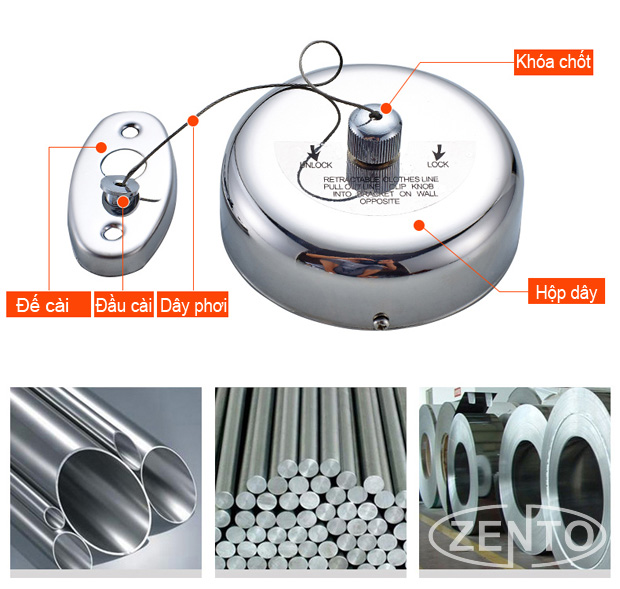 Khóa chốt
UNLOCK
LOCK
RETRACTABLE CLOTHES LINE
PULL OUT LINE CLIP KNOB
INTO BRACKET ON WALL
OPPOSITE
Hộp dây
Đế cài
Đầu cài
Dây phơi
ZENTO